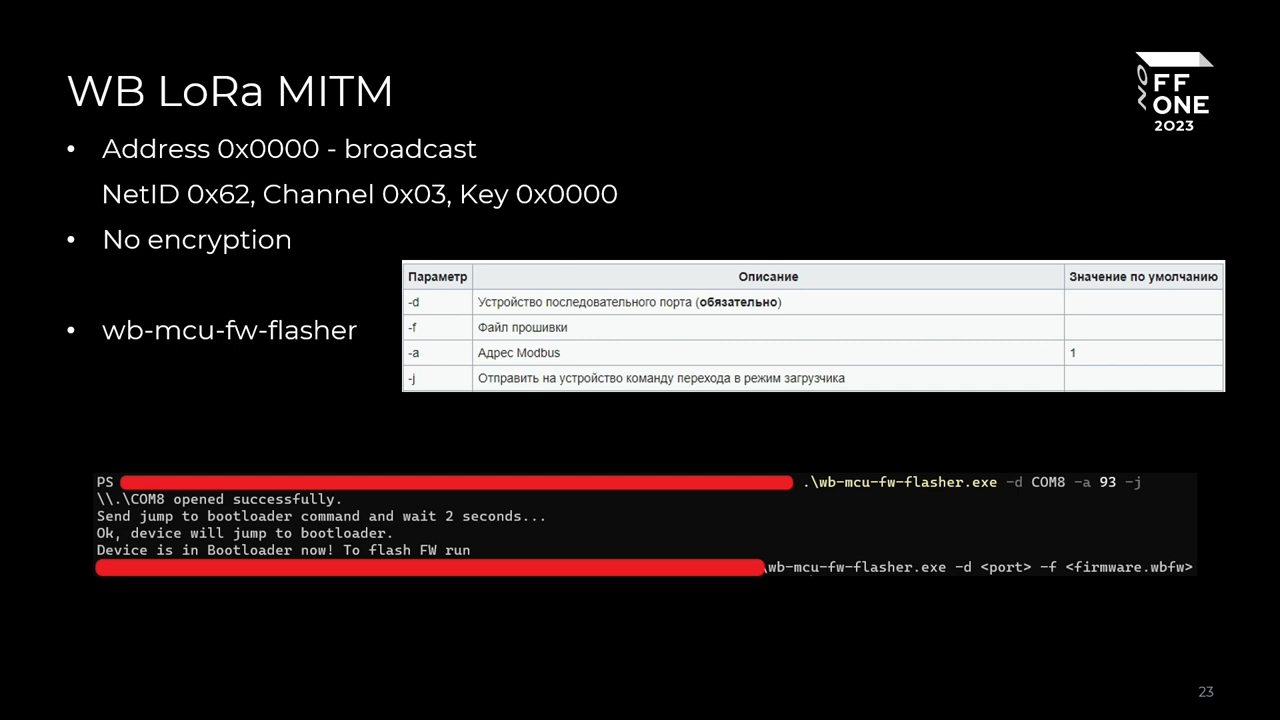 WB LoRa MITM
NO
FF
ONE
2023
• Address 0x0000 - broadcast
NetID 0x62, Channel 0x03, Key 0x0000
• No encryption
• wb-mcu-fw-flasher
Параметр Описание Значение по умолчанию
-d Устройство последовательного порта (обязательно)
-f Файл прошивки
-a Адрес Modbus 1
-j Отправить на устройство команду перехода в режим загрузчика
PS .\wb-mcu-fw-flasher.exe -d COM8 -a 93 -j
\\.\COM8 opened successfully.
Send jump to bootloader command and wait 2 seconds...
Ok, device will jump to bootloader.
Device is in Bootloader now! To flash FW run
\wb-mcu-fw-flasher.exe -d <port> -f <firmware.wbfw>
23